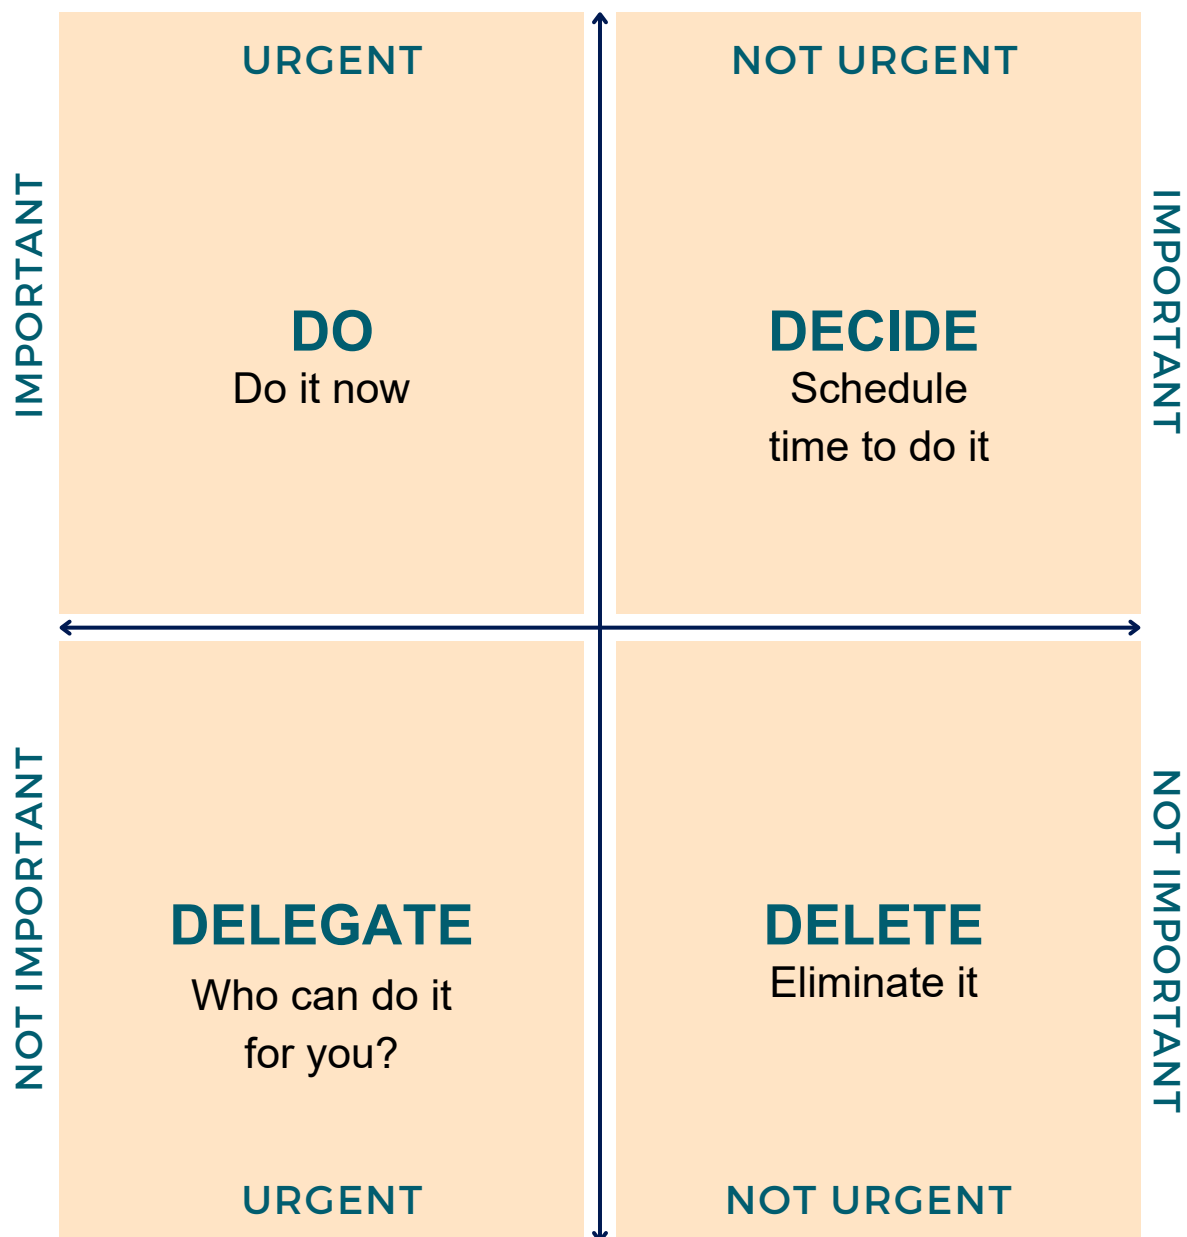 URGENT
NOT URGENT
IMPORTANT
IMPORTANT
DO
Do it now
DECIDE
Schedule
time to do it
NOT IMPORTANT
NOT IMPORTANT
DELEGATE
Who can do it
for you?
DELETE
Eliminate it
URGENT
NOT URGENT